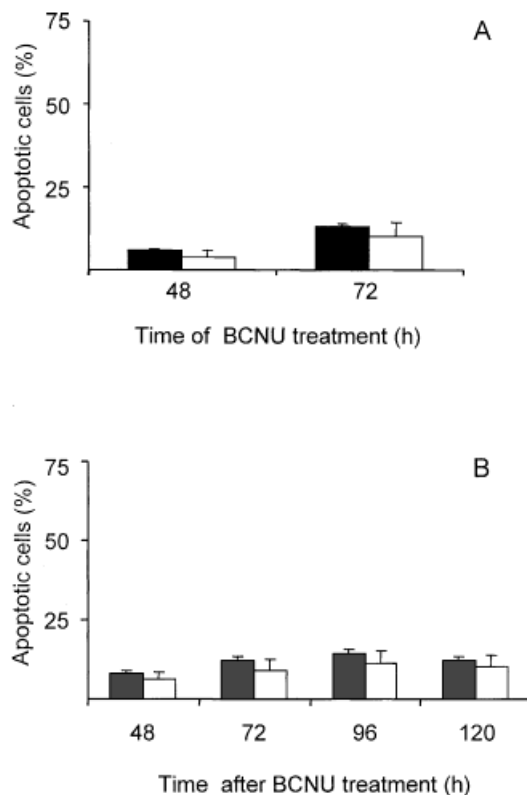 A
75
50
25
Apoptotic cells (%)
48 72
Time of BCNU treatment (h)
B
75
50
25
Apoptotic cells (%)
48 72 96 120
Time after BCNU treatment (h)